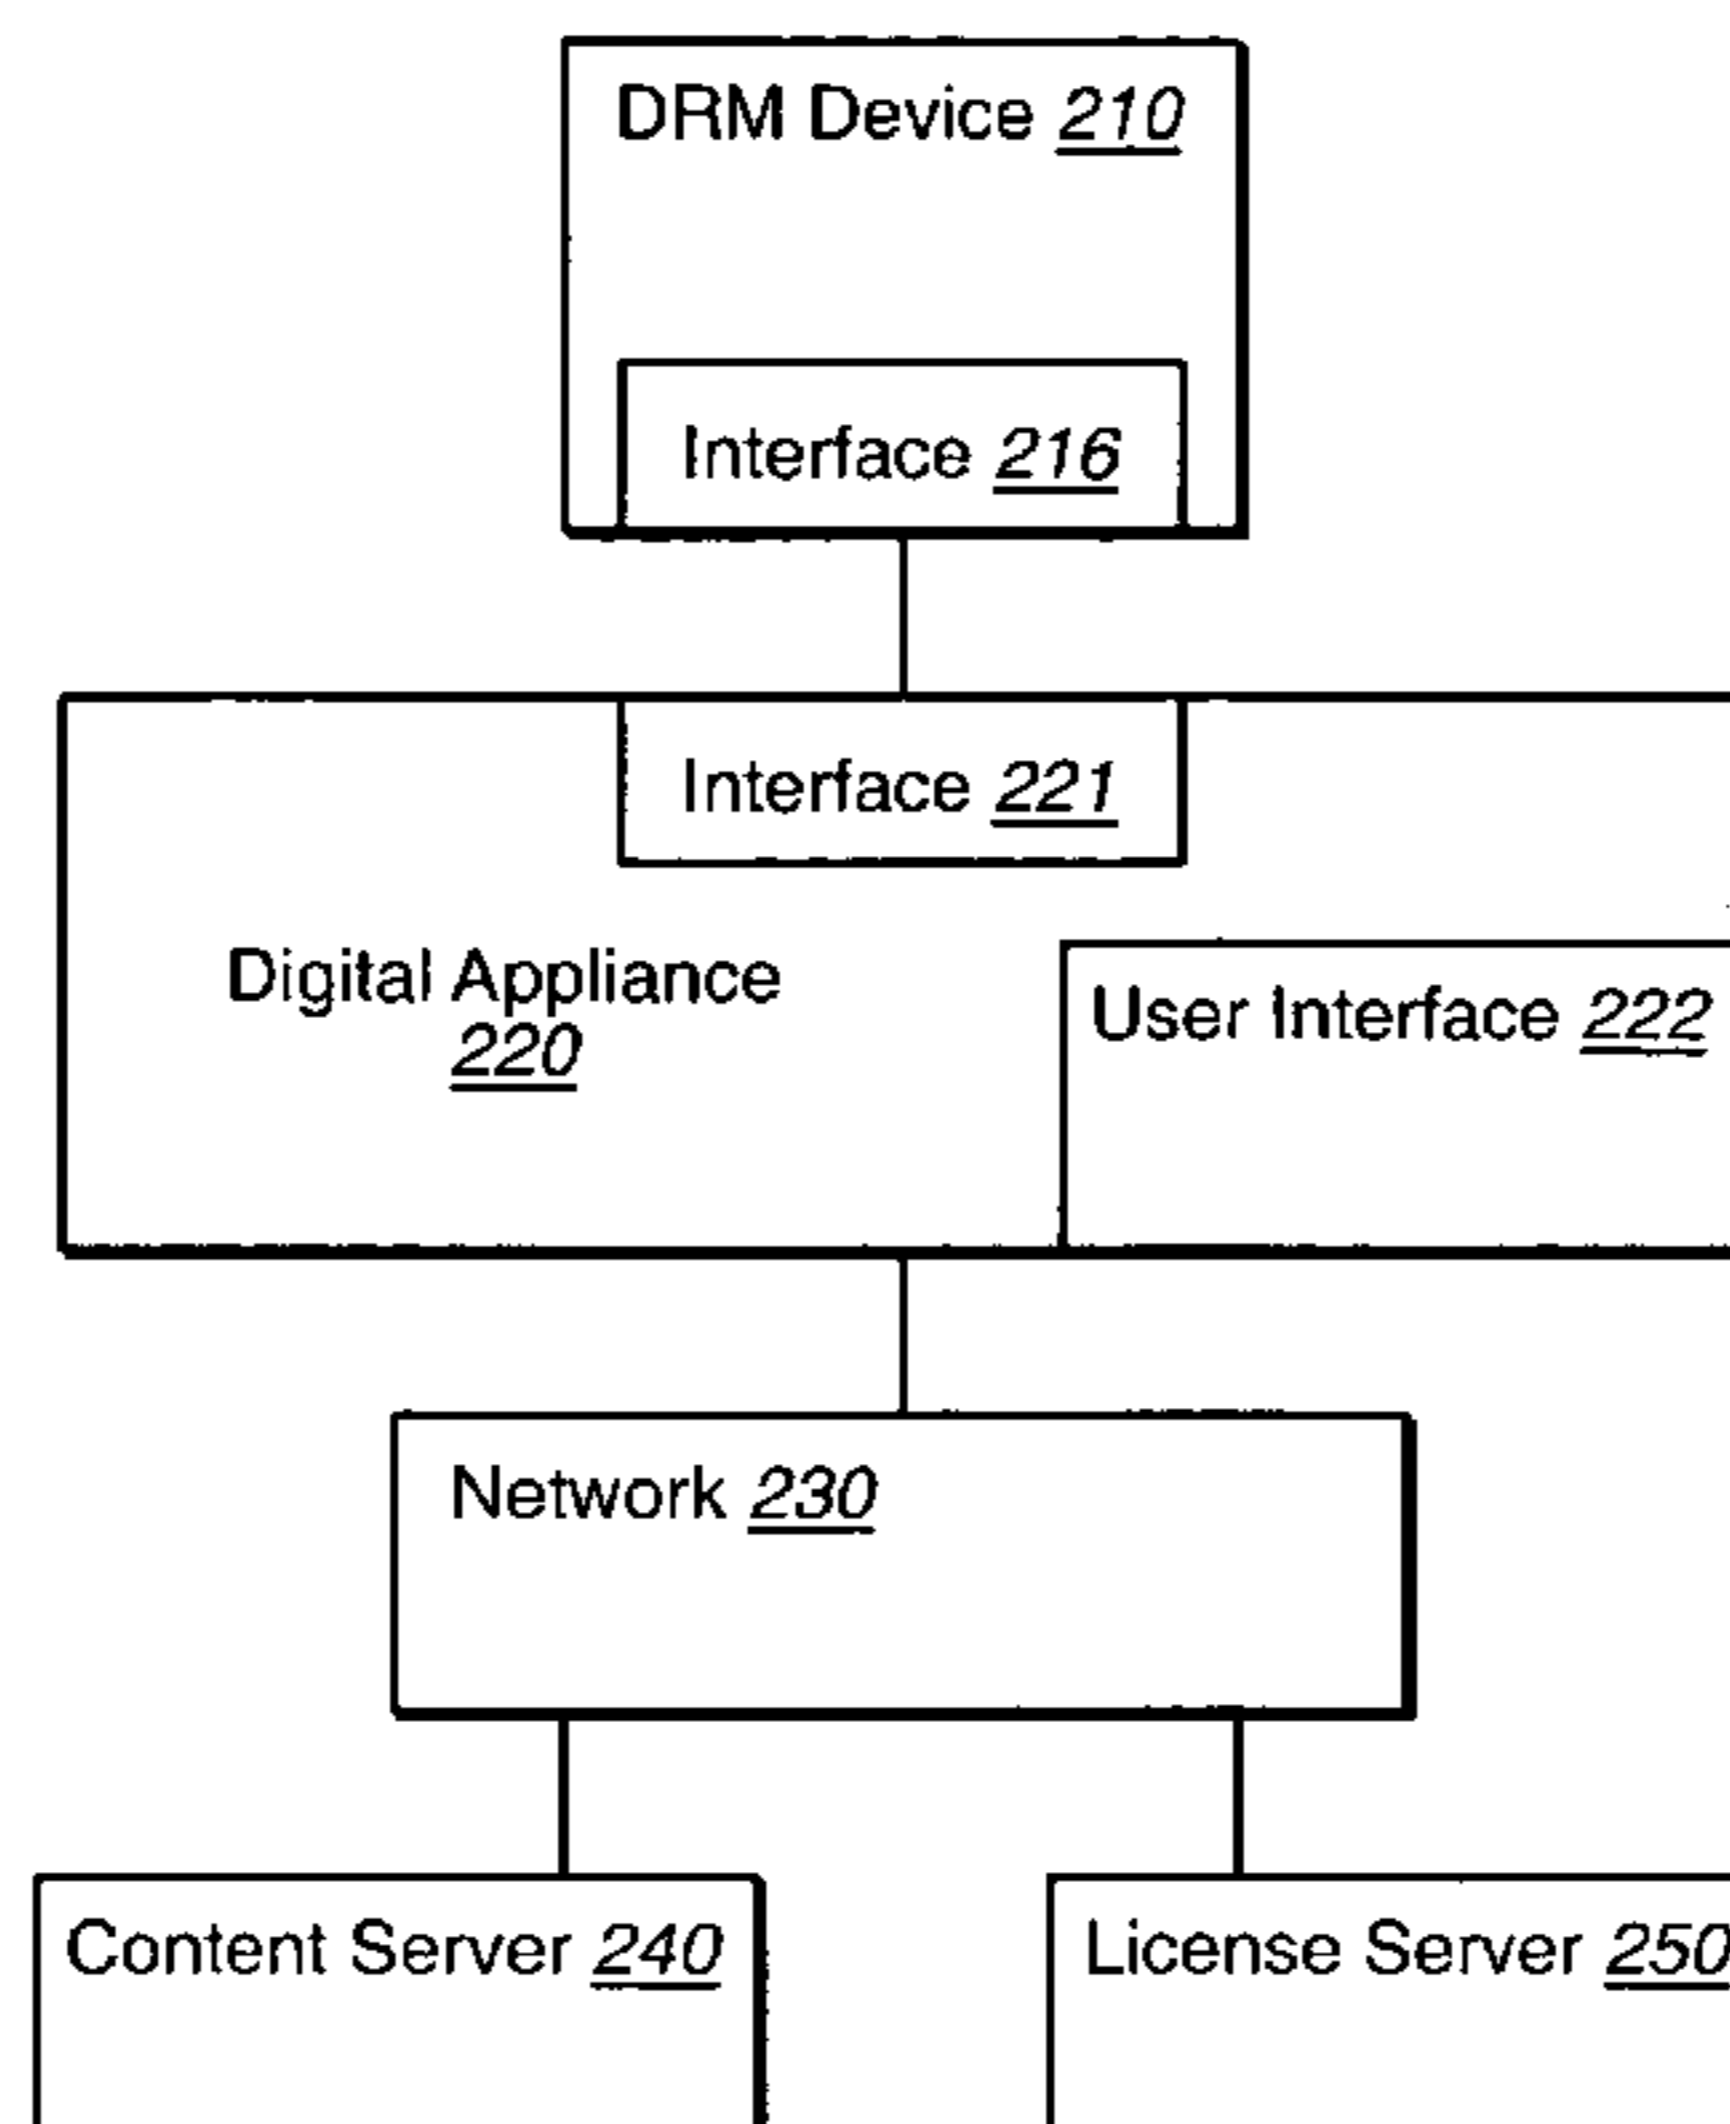 DRM Device 210
Interface 216
Interface 221
Digital Appliance
220
User Interface 222
Network 230
Content Server 240
License Server 250